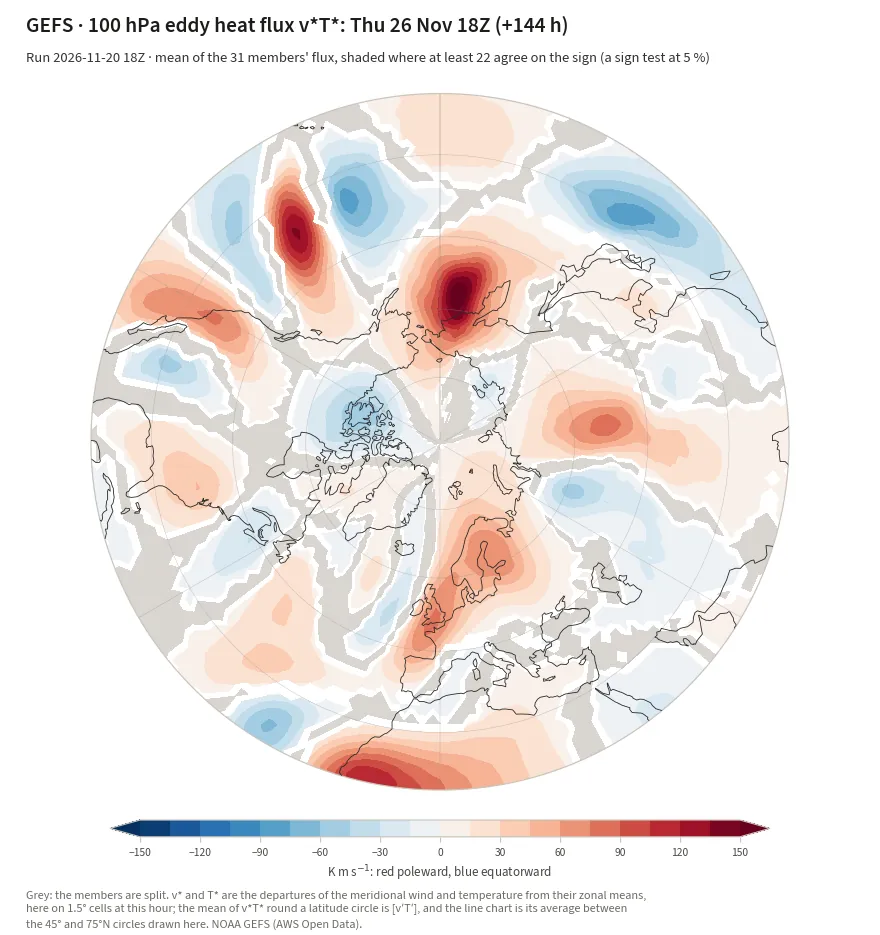 GEFS · 100 hPa eddy heat flux v*T*: Thu 26 Nov 18Z (+144 h)
Run 2026-11-20 18Z · mean of the 31 members' flux, shaded where at least 22 agree on the sign (a sign test at 5 %)
−150 −120 −90 −60 −30 0 30 60 90 120 150
K m s⁻¹: red poleward, blue equatorward
Grey: the members are split. v* and T* are the departures of the meridional wind and temperature from their zonal means,
here on 1.5° cells at this hour; the mean of v*T* round a latitude circle is [v'T'], and the line chart is its average between
the 45° and 75°N circles drawn here. NOAA GEFS (AWS Open Data).